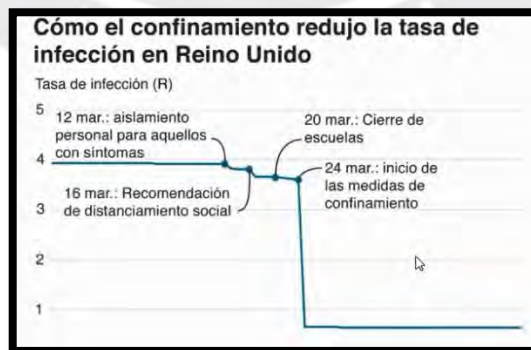 Cómo el confinamiento redujo la tasa de
infección en Reino Unido
Tasa de infección (R)
5
12 mar.: aislamiento
personal para aquellos
con síntomas
20 mar.: Cierre de
escuelas
4
24 mar.: inicio de
las medidas de
confinamiento
16 mar.: Recomendación
de distanciamiento social
3
2
1